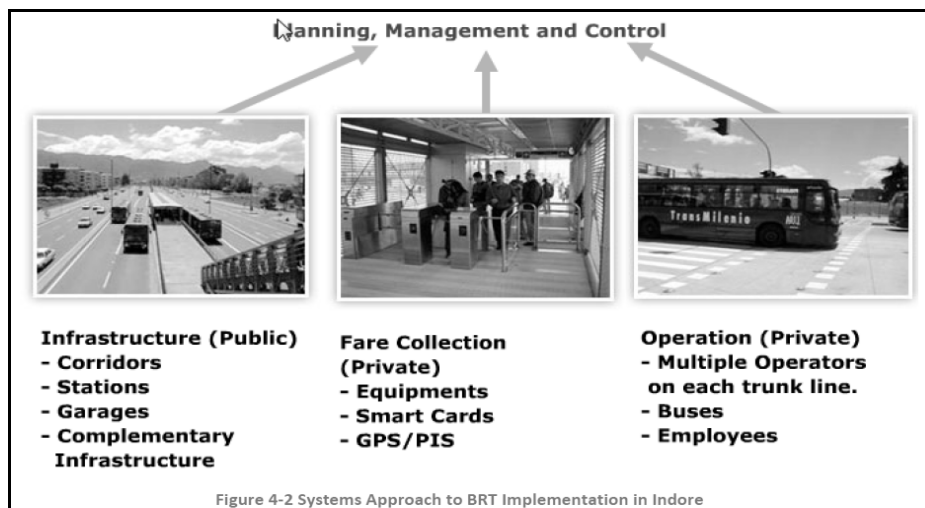 Planning, Management and Control
TransMilenio
Infrastructure (Public)
- Corridors
- Stations
- Garages
- Complementary
Infrastructure
Fare Collection
(Private)
- Equipments
- Smart Cards
- GPS/PIS
Operation (Private)
- Multiple Operators
on each trunk line.
- Buses
- Employees
Figure 4-2 Systems Approach to BRT Implementation in Indore